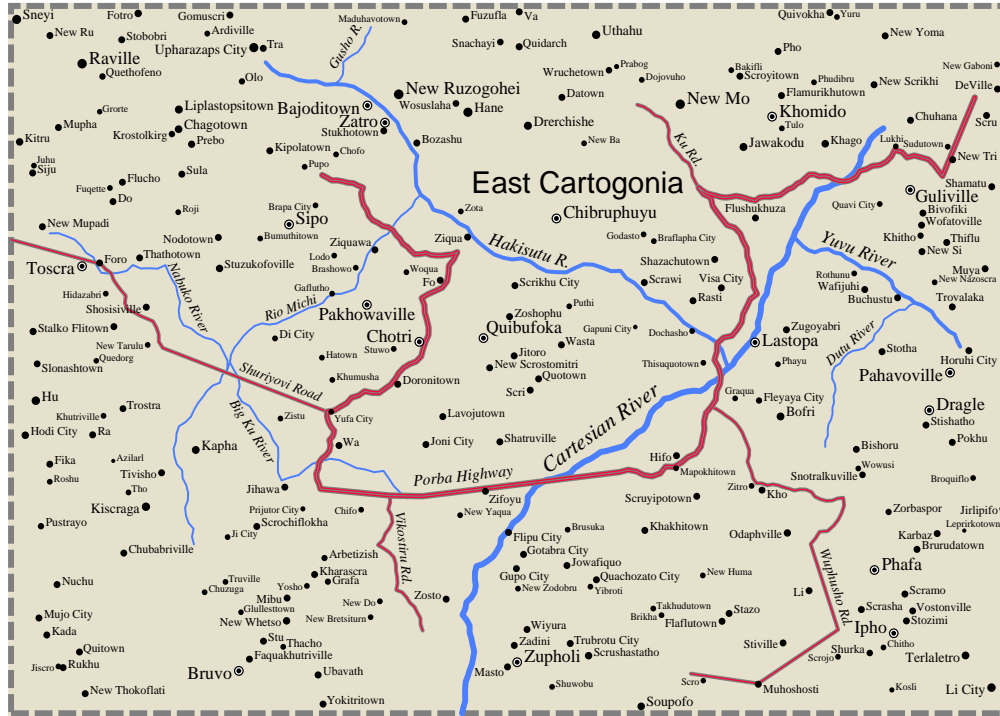 Sneyi
Fotro
Gomuscri
Maduhavotown
Fuzufla
Va
Quivokha
Yuru
New Ru
Stobobri
Ardiville
Gusho R.
Snachayi
Quidarch
Uthahu
New Yoma
Upharazaps City
Tra
Pho
Raville
Quethofeno
Olo
Wruchetown
Prabog
Dojovuho
Bakifli
Scroyitown
Phudibru
New Scrikhi
New Gaboni
DeVille
Grorte
Liplastopsitown
Bajoditown
New Ruzogohei
Wosuslaha
Hane
Datown
New Mo
Flamurikhutown
Khomido
Mupha
Chagotown
Krostolkirg
Zatro
Stukhotown
Drerchishe
Tulo
Chuhana
Scru
Kitru
Prebo
Bozashu
New Ba
Ku Rd.
Jawakodu
Khago
Lukhi
Sudutown
New Tri
Juhu
Siju
Kipolatown
Chofo
Pupo
Sula
Flucho
Fuqette
Do
East Cartogonia
Guliville
Shamatu
Roji
Brapa City
Sipo
Zota
Chibruphuyu
Flushukhuza
Quavi City
Bivofiki
Wofatoville
New Mupadi
Nodotown
Bumuthitown
Ziquawa
Ziqua
Hakisutu R.
Godasto
Braflapha City
Khitho
Thiflu
Toscra
Foro
Thathotown
Stuzukofoville
Lodo
Brashowo
Woqua
Fo
Shazachutown
Yuvu River
New Si
Muya
Hidazabri
Nabuko River
Gaflutho
Rio Michi
Scrikhu City
Scrawi
Visa City
Rasti
Rothunu
Wafijuhi
Buchustu
New Nazoscra
Trovalaka
Shosisiville
Pakhowaville
Puthi
Zoshophu
Stalko Flitown
Di City
Chotri
Quibufoka
Gapuni City
Dochasho
Zugoyabri
Lastopa
Dutu River
New Tarulu
Quedorg
Hatown
Stuwo
Jitoro
Wasta
Stotha
Horuhi City
Slonashtown
Shuriyovi Road
Khumusha
Doronitown
New Scrostomitri
Quotown
Thisuquotown
Phayu
Pahavoville
Hu
Scri
Graqua
Fleyaya City
Trostra
Khutriville
Big Ku River
Zistu
Yufa City
Lavojutown
Cartesian River
Bofri
Dragle
Stishatho
Hodi City
Ra
Kapha
Wa
Joni City
Shatruville
Bishoru
Pokhu
Fika
Azilarl
Tivisho
Hifo
Mapokhitown
Wowusi
Roshu
Tho
Jihawa
Porba Highway
Zifoyu
Snotralkuville
Broquiflo
Kiscraga
Prijutor City
Chifo
Scruyipotown
Zitro
Kho
Pustrayo
Scrochiflokha
Ji City
Vikostiru Rd.
New Yaqua
Zorbaspor
Jirlipifo
Leprirkotown
Chubabriville
Flipu City
Brusuka
Khakhitown
Odaphville
Karbaz
Brurudatown
Arbetizish
Gotabra City
Jowafiquo
Wuphusho Rd.
Nuchu
Truville
Chuzuga
Kharascra
Yosho
Grafa
Gupo City
New Zodobru
Quachozato City
Yibroti
New Huma
Phafa
Mibu
Glullesttown
New Do
Zosto
Li
Scramo
Mujo City
New Whetso
New Bretsiturn
Takhudutown
Brikha
Flaflutown
Stazo
Scrasha
Vostonville
Stozimi
Kada
Stu
Thacho
Wiyura
Ipho
Quitown
Zadini
Trubrotu City
Stiville
Chitho
Jiscro
Rukhu
Faquakhutriville
Bruvo
Ubavath
Zupholi
Masto
Scrushastatho
Scrojo
Shurka
Terlaletro
New Thokoflati
Yokitritown
Shuwobu
Scro
Soupofo
Muhoshosti
Kosli
Li City